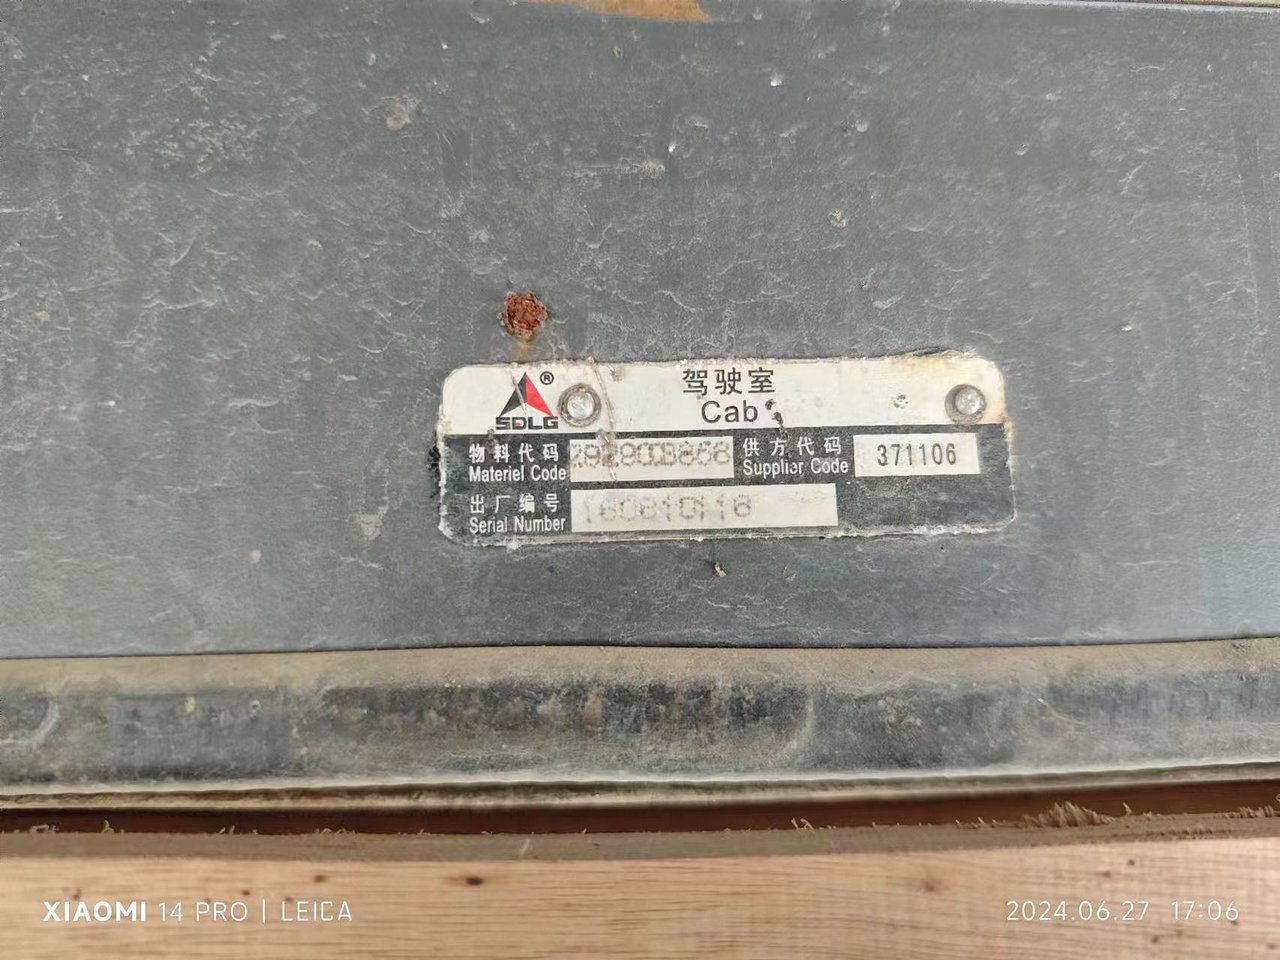 ®
SDLG
驾驶室
Cab
物料代码
Materiel Code
供方代码
Supplier Code
371106
出厂编号
Serial Number
XIAOMI 14 PRO | LEICA
2024.06.27 17:06